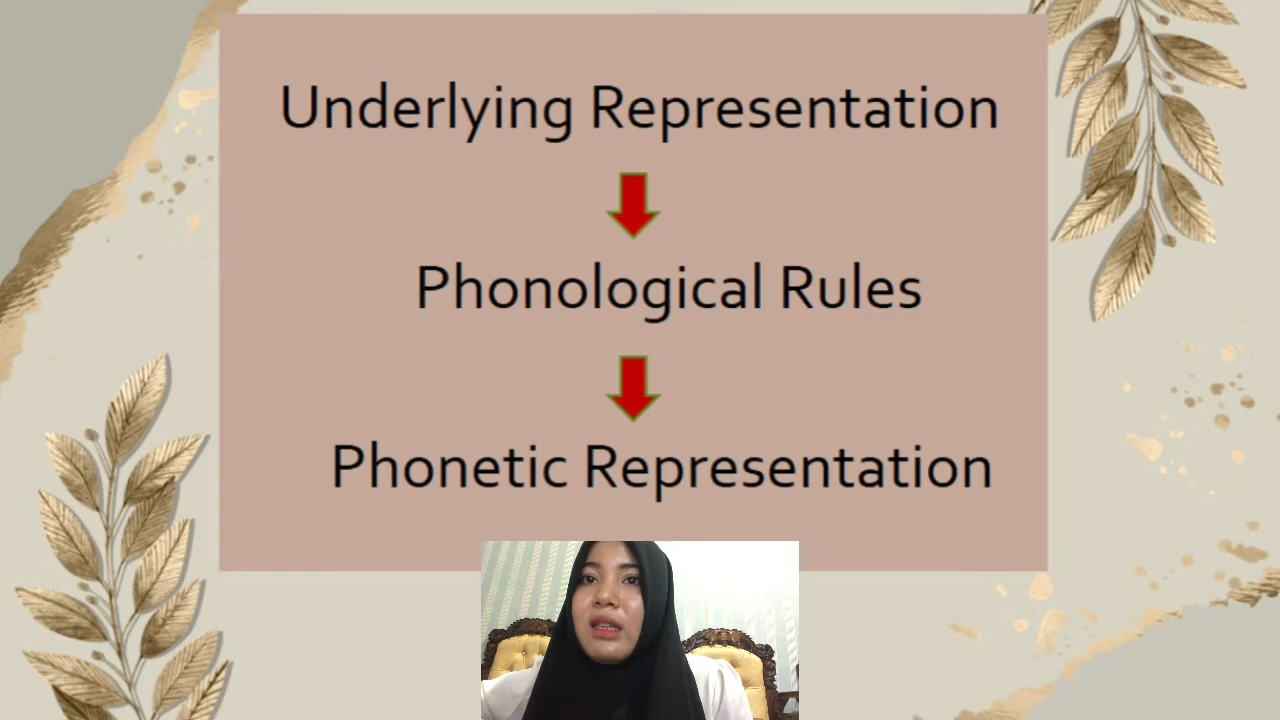 Underlying Representation
Phonological Rules
Phonetic Representation